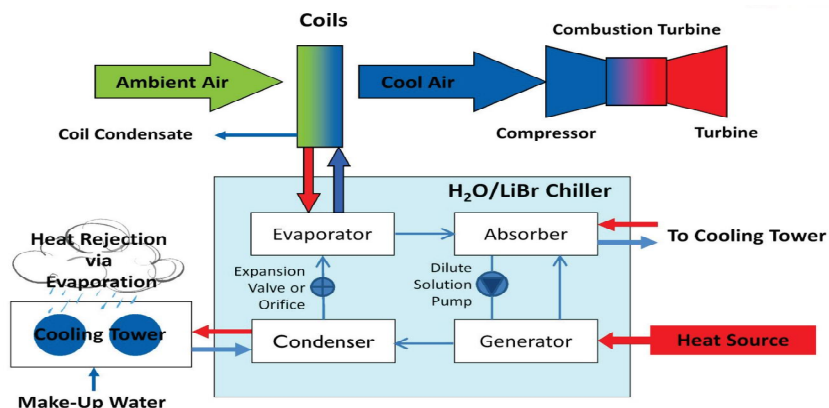 Coils
Combustion Turbine
Ambient Air
Cool Air
Coil Condensate
Compressor
Turbine
H₂O/LiBr Chiller
Heat Rejection
via
Evaporation
Evaporator
Absorber
To Cooling Tower
Expansion
Valve or
Orifice
Dilute
Solution
Pump
Cooling Tower
Condenser
Generator
Heat Source
Make-Up Water